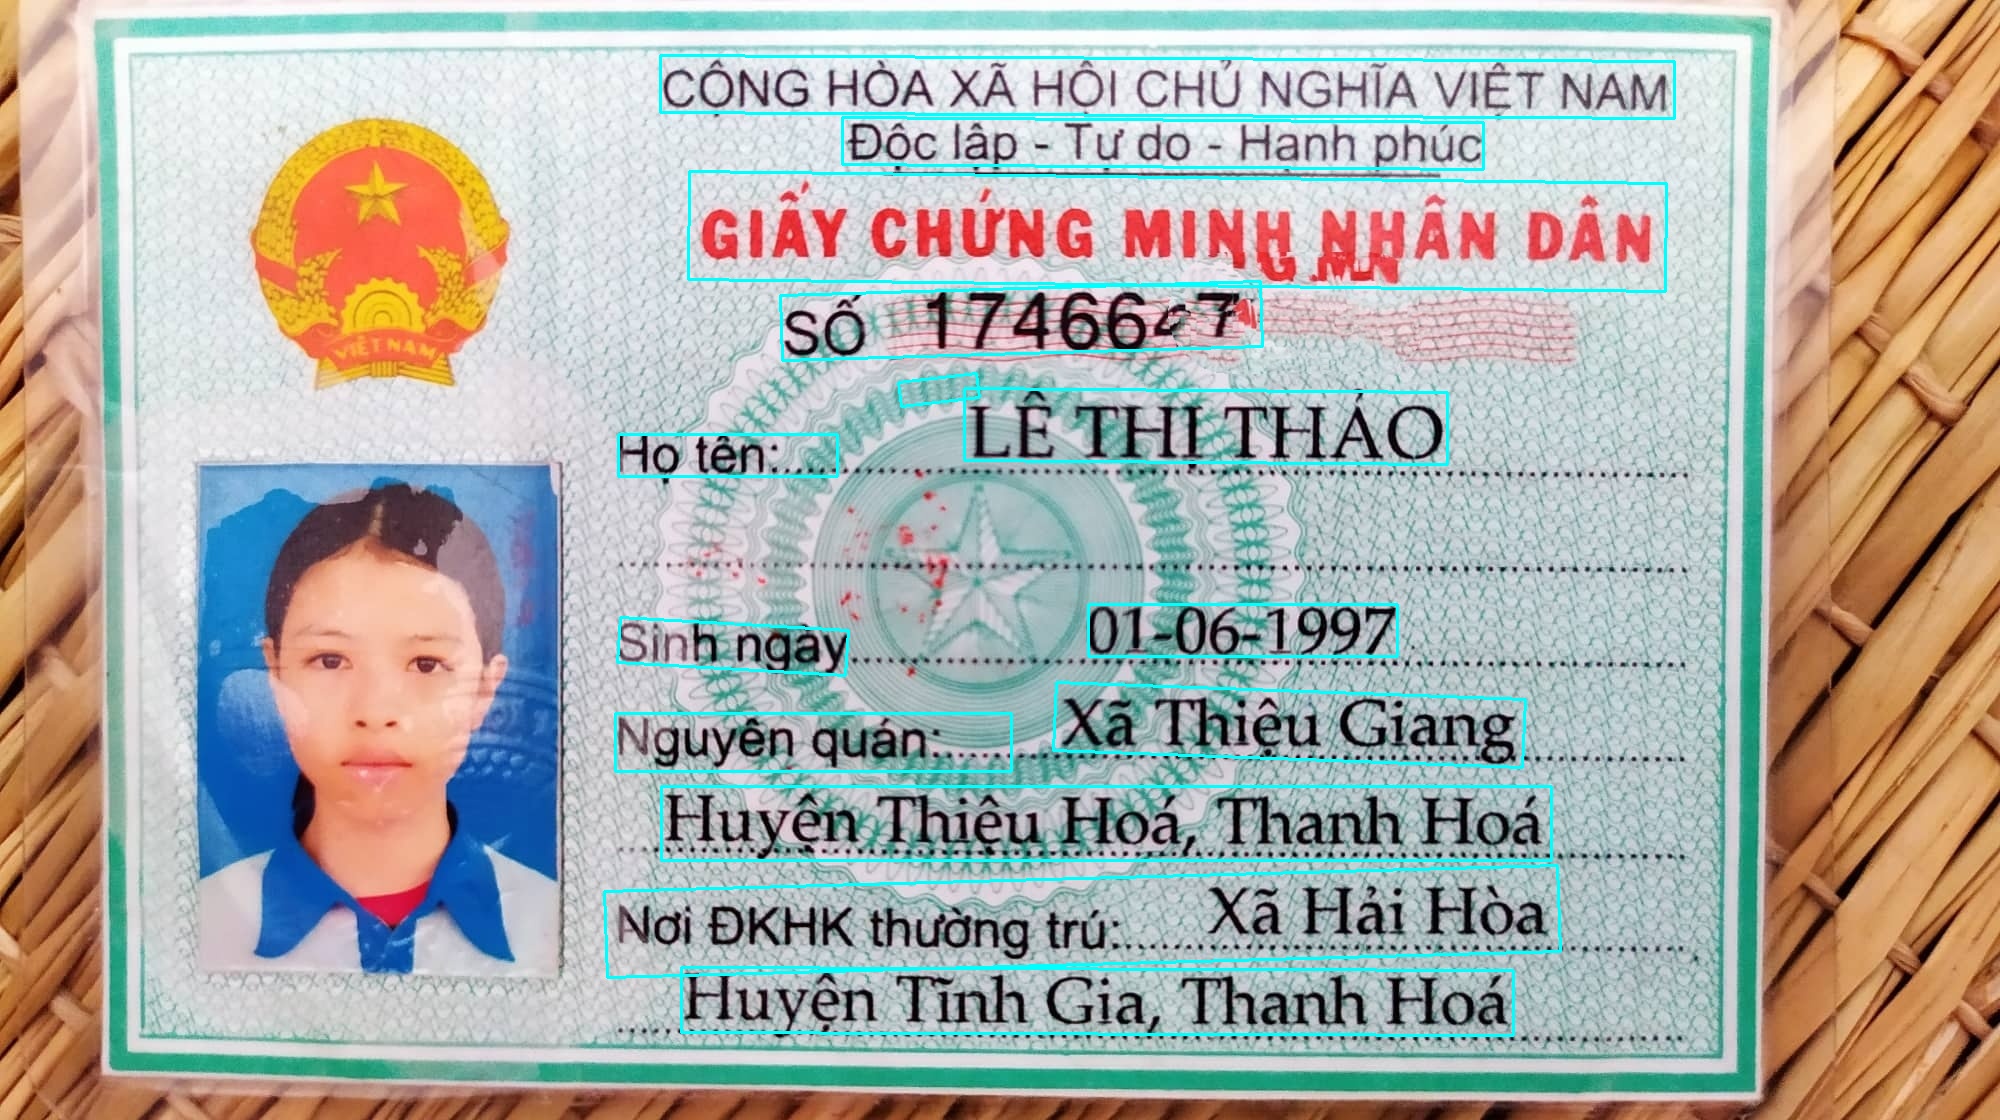 CỘNG HÒA XÃ HỘI CHỦ NGHĨA VIỆT NAM
Độc lập - Tự do - Hạnh phúc
GIẤY CHỨNG MINH NHÂN DÂN
VIỆT NAM
SỐ
Họ tên: LÊ THỊ THẢO
Sinh ngày 01-06-1997
Nguyên quán: Xã Thiệu Giang
Huyện Thiệu Hoá, Thanh Hoá
Nơi ĐKHK thường trú: Xã Hải Hòa
Huyện Tĩnh Gia, Thanh Hoá